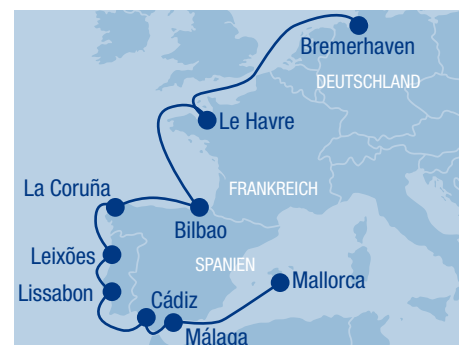 Bremerhaven
DEUTSCHLAND
Le Havre
FRANKREICH
La Coruña
Bilbao
Leixões
SPANIEN
Lissabon
Mallorca
Cádiz
Málaga